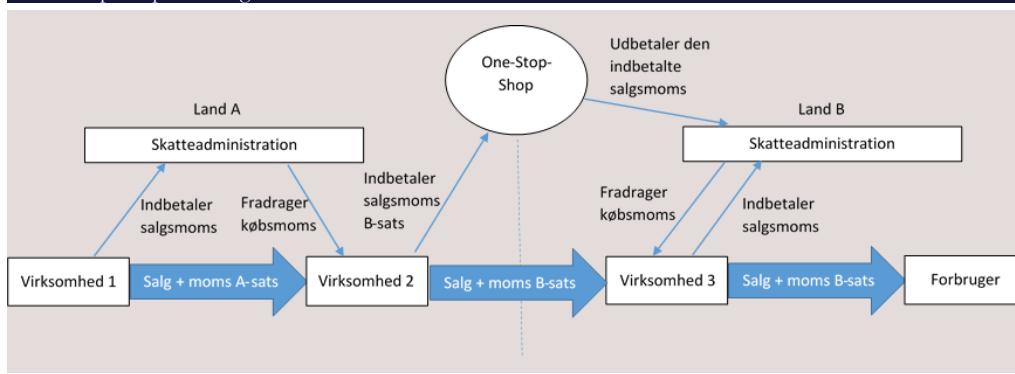 One-Stop-
Shop
Udbetaler den
indbetalte
salgsmoms
Land A
Land B
Skatteadministration
Skatteadministration
Indbetaler
salgsmoms
Fradrager
købsmoms
Indbetaler
salgsmoms
B-sats
Fradrager
købsmoms
Indbetaler
salgsmoms
Virksomhed 1
Salg + moms A-sats
Virksomhed 2
Salg + moms B-sats
Virksomhed 3
Salg + moms B-sats
Forbruger